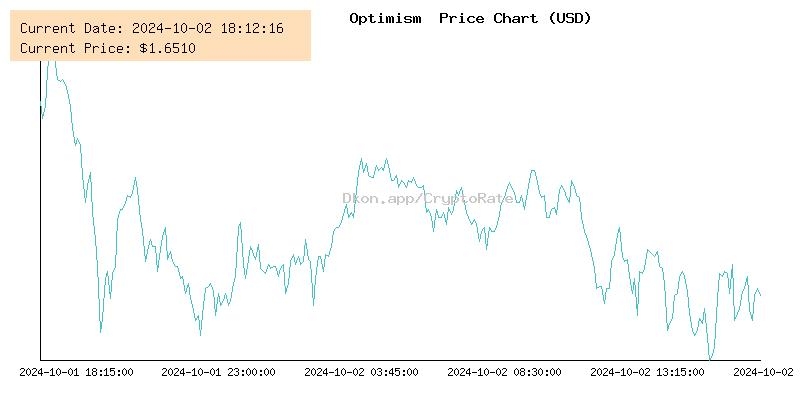 Optimism  Price Chart (USD)
Current Date: 2024-10-02 18:12:16
Current Price: $1.6510
Dkon.app/CryptoRate
2024-10-01 18:15:00 2024-10-01 23:00:00 2024-10-02 03:45:00 2024-10-02 08:30:00 2024-10-02 13:15:00 2024-10-02